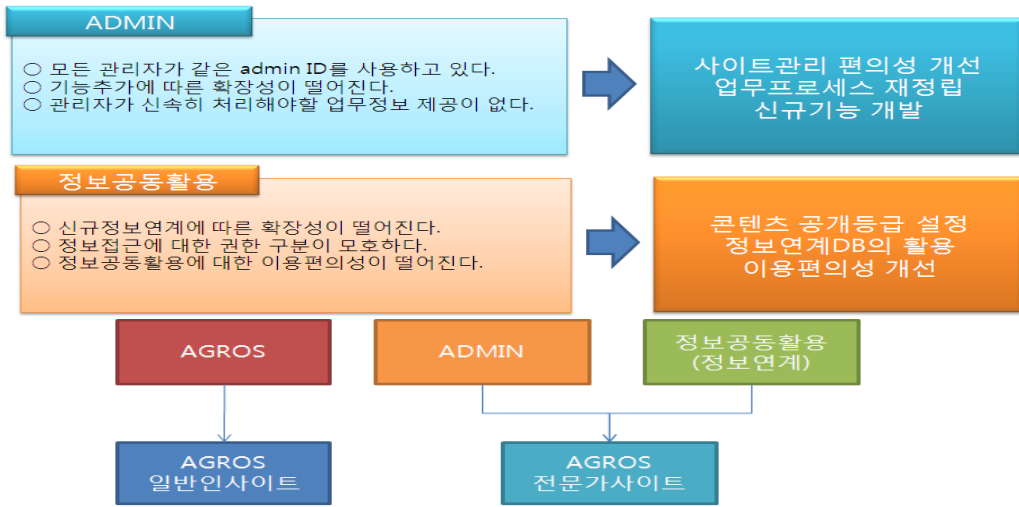 ADMIN
○ 모든 관리자가 같은 admin ID를 사용하고 있다.
○ 기능추가에 따른 확장성이 떨어진다.
○ 관리자가 신속히 처리해야할 업무정보 제공이 없다.
사이트관리 편의성 개선
업무프로세스 재정립
신규기능 개발
정보공동활용
○ 신규정보연계에 따른 확장성이 떨어진다.
○ 정보접근에 대한 권한 구분이 모호하다.
○ 정보공동활용에 대한 이용편의성이 떨어진다.
콘텐츠 공개등급 설정
정보연계DB의 활용
이용편의성 개선
AGROS
ADMIN
정보공동활용
(정보연계)
AGROS
일반인사이트
AGROS
전문가사이트